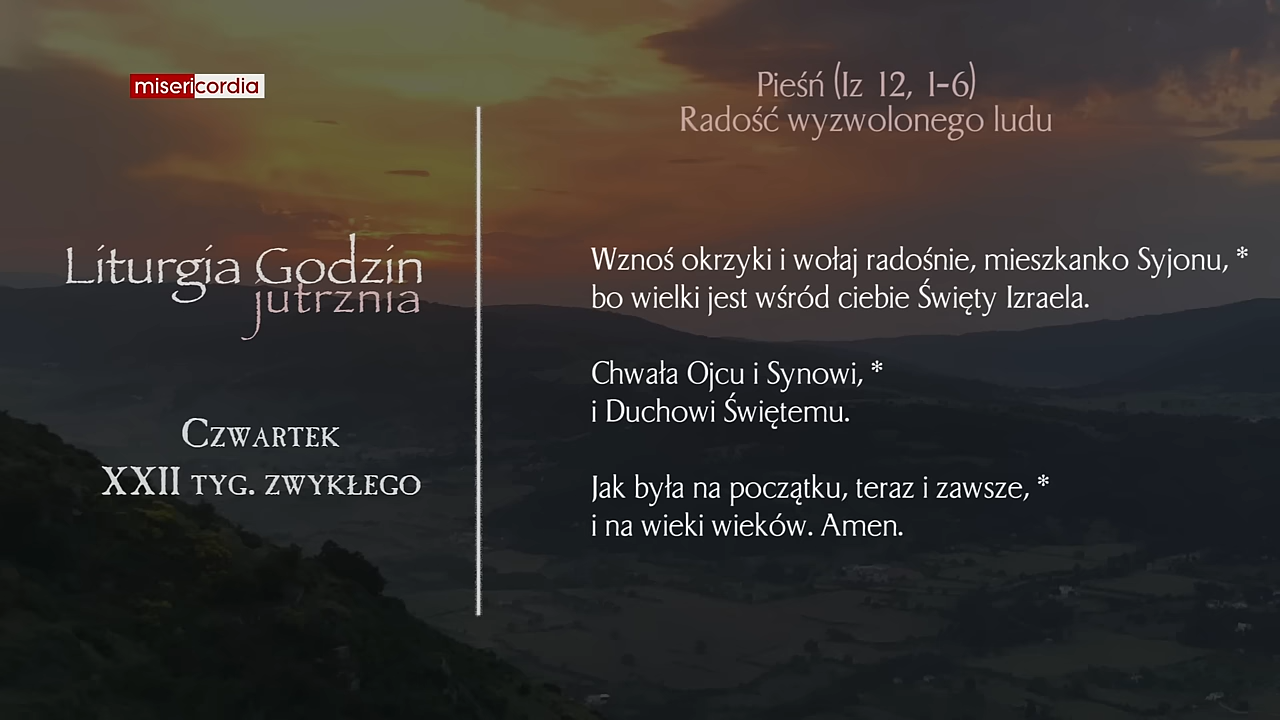 misericordia
Liturgia Godzin
jutrznia
Czwartek
XXII tyg. zwykłego
Pieśń (Iz 12, 1-6)
Radość wyzwolonego ludu
Wznoś okrzyki i wołaj radośnie, mieszkanko Syjonu, *
bo wielki jest wśród ciebie Święty Izraela.
Chwała Ojcu i Synowi, *
i Duchowi Świętemu.
Jak była na początku, teraz i zawsze, *
i na wieki wieków. Amen.